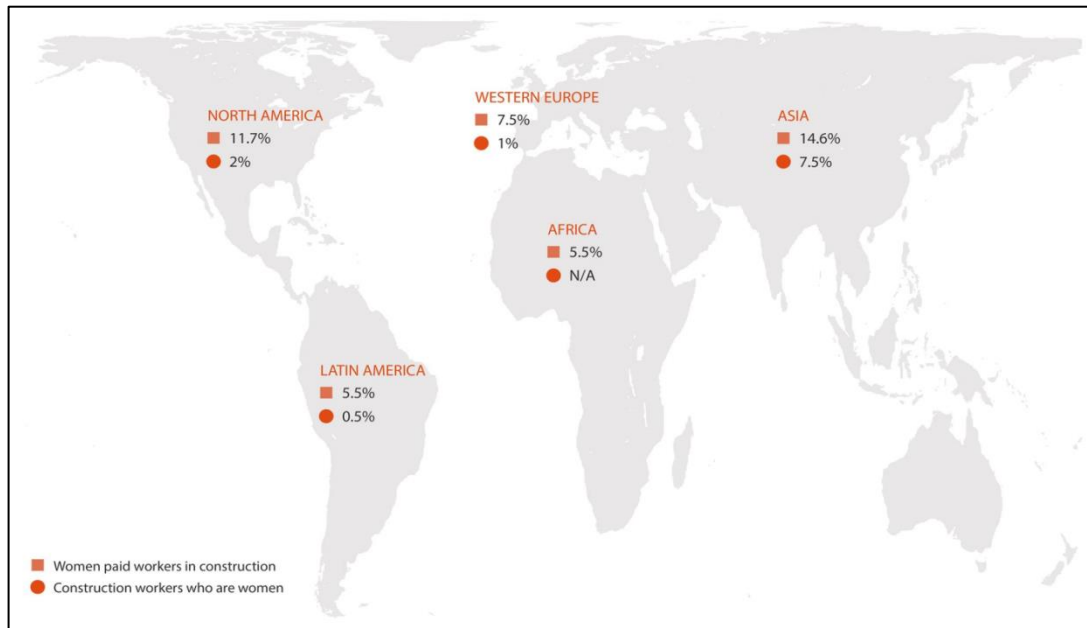 NORTH AMERICA
11.7%
2%
WESTERN EUROPE
7.5%
1%
ASIA
14.6%
7.5%
AFRICA
5.5%
N/A
LATIN AMERICA
5.5%
0.5%
Women paid workers in construction
Construction workers who are women